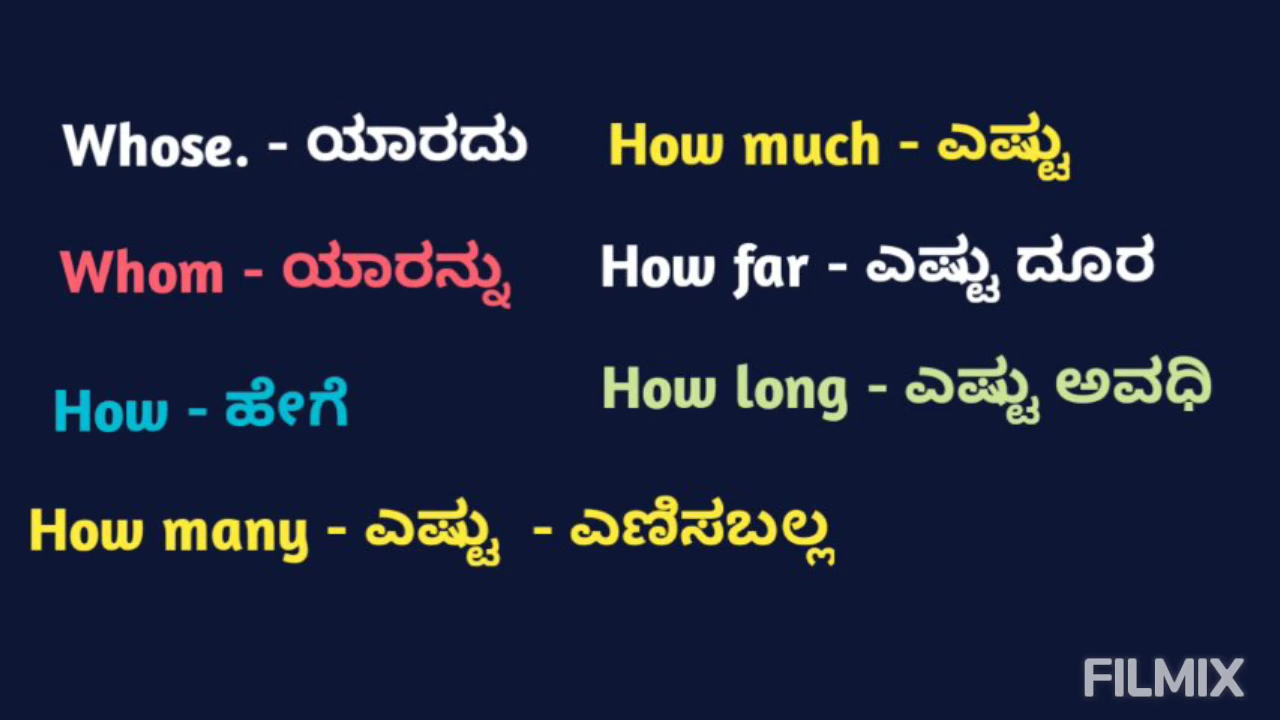 Whose. - ಯಾರದು
How much - ಎಷ್ಟು
Whom - ಯಾರನ್ನು
How far - ಎಷ್ಟು ದೂರ
How - ಹೇಗೆ
How long - ಎಷ್ಟು ಅವಧಿ
How many - ಎಷ್ಟು - ಎಣಿಸಬಲ್ಲ
FILMIX